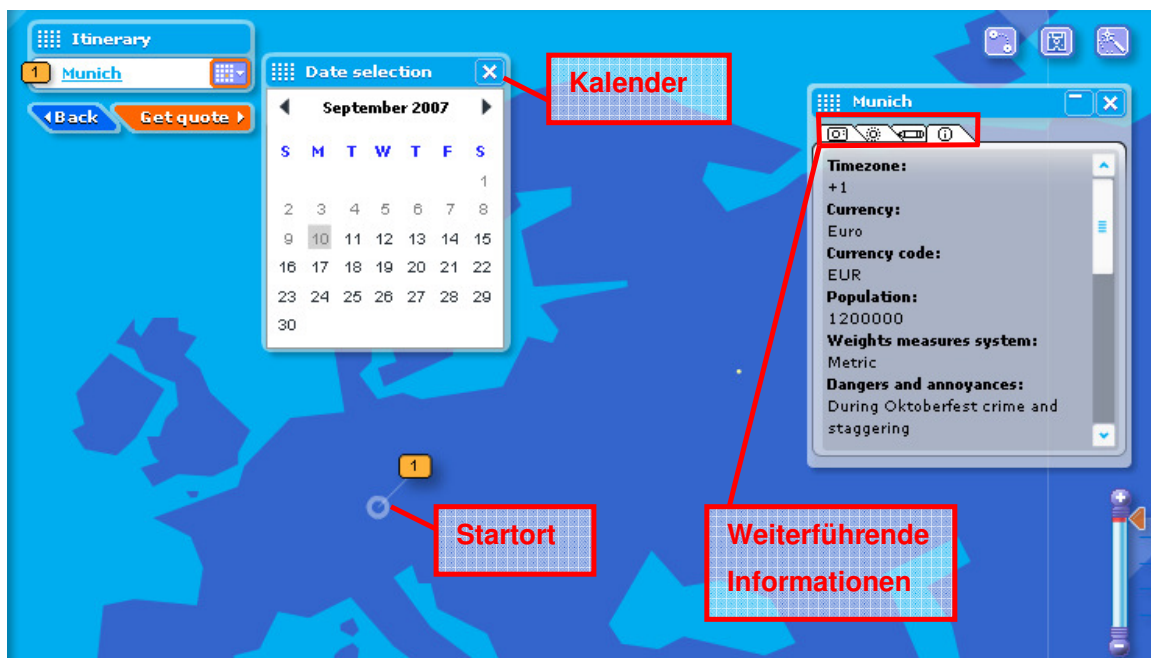 Itinerary
1 Munich
Back Get quote
Date selection
September 2007
S M T W T F S
1
2 3 4 5 6 7 8
9 10 11 12 13 14 15
16 17 18 19 20 21 22
23 24 25 26 27 28 29
30
Kalender
Munich
Timezone:
+1
Currency:
Euro
Currency code:
EUR
Population:
1200000
Weights measures system:
Metric
Dangers and annoyances:
During Oktoberfest crime and
staggering
1
Startort
Weiterführende
Informationen